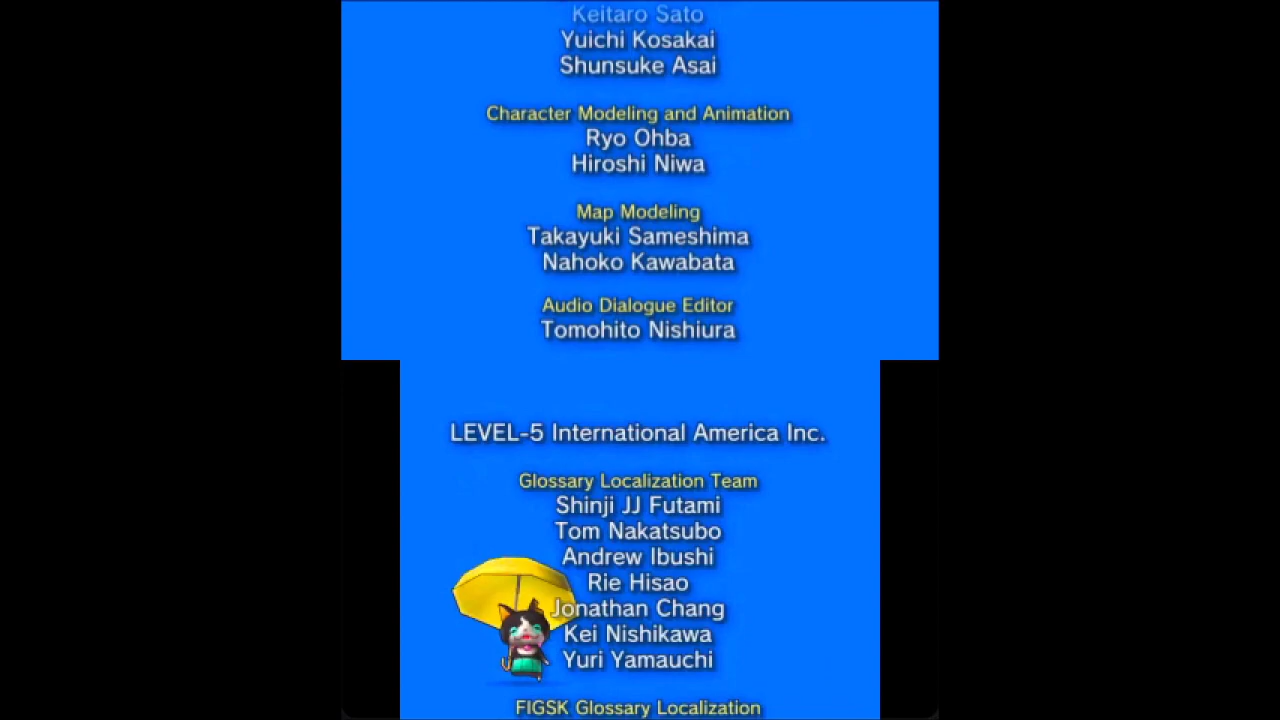 Keitaro Sato
Yuichi Kosakai
Shunsuke Asai
Character Modeling and Animation
Ryo Ohba
Hiroshi Niwa
Map Modeling
Takayuki Sameshima
Nahoko Kawabata
Audio Dialogue Editor
Tomohito Nishiura
LEVEL-5 International America Inc.
Glossary Localization Team
Shinji JJ Futami
Tom Nakatsubo
Andrew Ibushi
Rie Hisao
Jonathan Chang
Kei Nishikawa
Yuri Yamauchi
FIGSK Glossary Localization